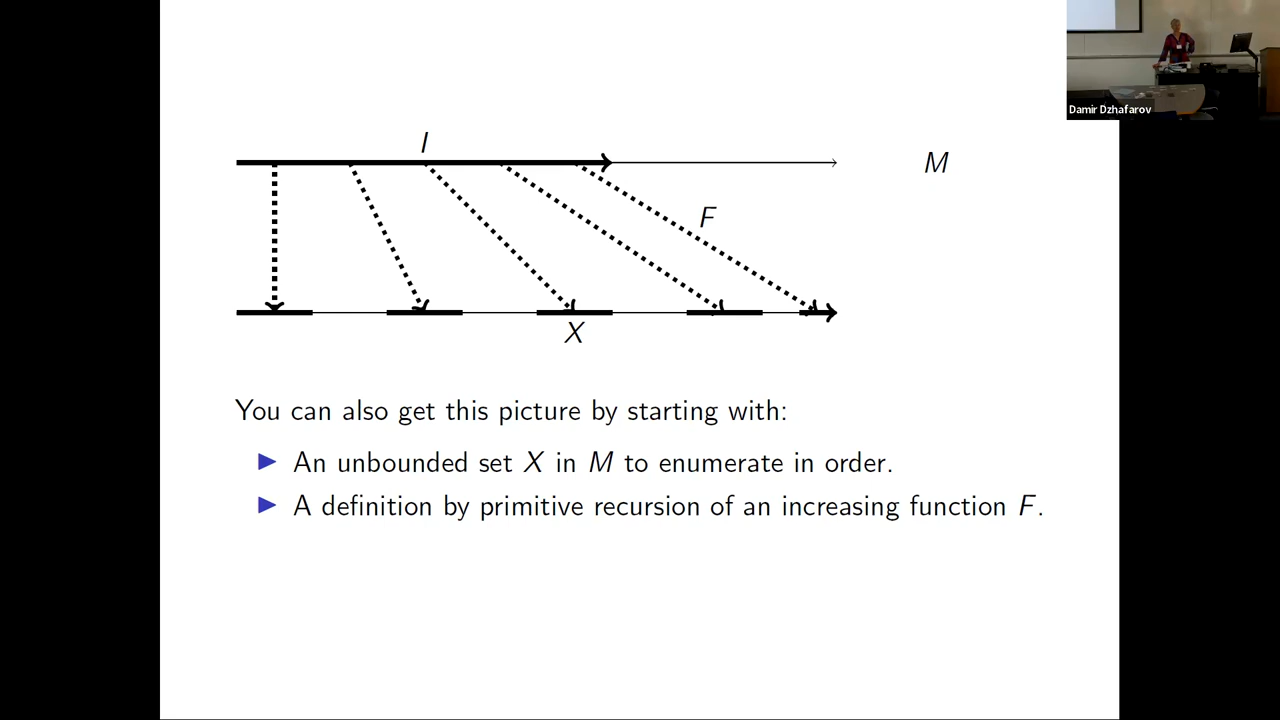 Damir Dzhafarov
I
M
F
X
You can also get this picture by starting with:
An unbounded set X in M to enumerate in order.
A definition by primitive recursion of an increasing function F.